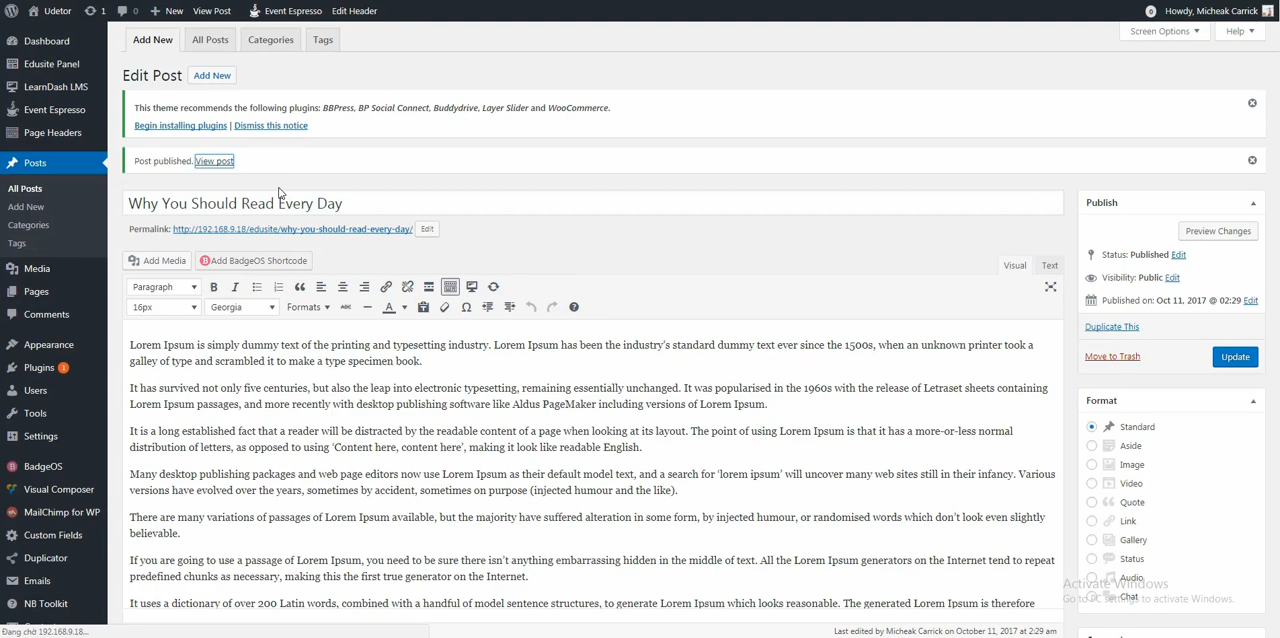 Udetor 1 0 New View Post Event Espresso Edit Header 0 Howdy, Micheak Carrick
Add New All Posts Categories Tags Screen Options Help
Edit Post Add New
This theme recommends the following plugins: BBPress, BP Social Connect, Buddydrive, Layer Slider and WooCommerce.
Begin installing plugins | Dismiss this notice
Post published. View post
Why You Should Read Every Day
Permalink: http://192.168.9.18/edusite/why-you-should-read-every-day/ Edit
Add Media Add BadgeOS Shortcode Visual Text
Paragraph B I
16px Georgia Formats ABC A Ω
Lorem Ipsum is simply dummy text of the printing and typesetting industry. Lorem Ipsum has been the industry's standard dummy text ever since the 1500s, when an unknown printer took a
galley of type and scrambled it to make a type specimen book.
It has survived not only five centuries, but also the leap into electronic typesetting, remaining essentially unchanged. It was popularised in the 1960s with the release of Letraset sheets containing
Lorem Ipsum passages, and more recently with desktop publishing software like Aldus PageMaker including versions of Lorem Ipsum.
It is a long established fact that a reader will be distracted by the readable content of a page when looking at its layout. The point of using Lorem Ipsum is that it has a more-or-less normal
distribution of letters, as opposed to using 'Content here, content here', making it look like readable English.
Many desktop publishing packages and web page editors now use Lorem Ipsum as their default model text, and a search for 'lorem ipsum' will uncover many web sites still in their infancy. Various
versions have evolved over the years, sometimes by accident, sometimes on purpose (injected humour and the like).
There are many variations of passages of Lorem Ipsum available, but the majority have suffered alteration in some form, by injected humour, or randomised words which don't look even slightly
believable.
If you are going to use a passage of Lorem Ipsum, you need to be sure there isn't anything embarrassing hidden in the middle of text. All the Lorem Ipsum generators on the Internet tend to repeat
predefined chunks as necessary, making this the first true generator on the Internet.
It uses a dictionary of over 200 Latin words, combined with a handful of model sentence structures, to generate Lorem Ipsum which looks reasonable. The generated Lorem Ipsum is therefore
Last edited by Micheak Carrick on October 11, 2017 at 2:29 am
Dashboard
Edusite Panel
LearnDash LMS
Event Espresso
Page Headers
Posts
All Posts
Add New
Categories
Tags
Media
Pages
Comments
Appearance
Plugins 1
Users
Tools
Settings
BadgeOS
Visual Composer
MailChimp for WP
Custom Fields
Duplicator
Emails
NB Toolkit
Đang chờ 192.168.9.18...
Publish
Preview Changes
Status: Published Edit
Visibility: Public Edit
Published on: Oct 11, 2017 @ 02:29 Edit
Duplicate This
Move to Trash Update
Format
Standard
Aside
Image
Video
Quote
Link
Gallery
Status
Audio
Chat
Activate Windows
Go to PC settings to activate Windows.